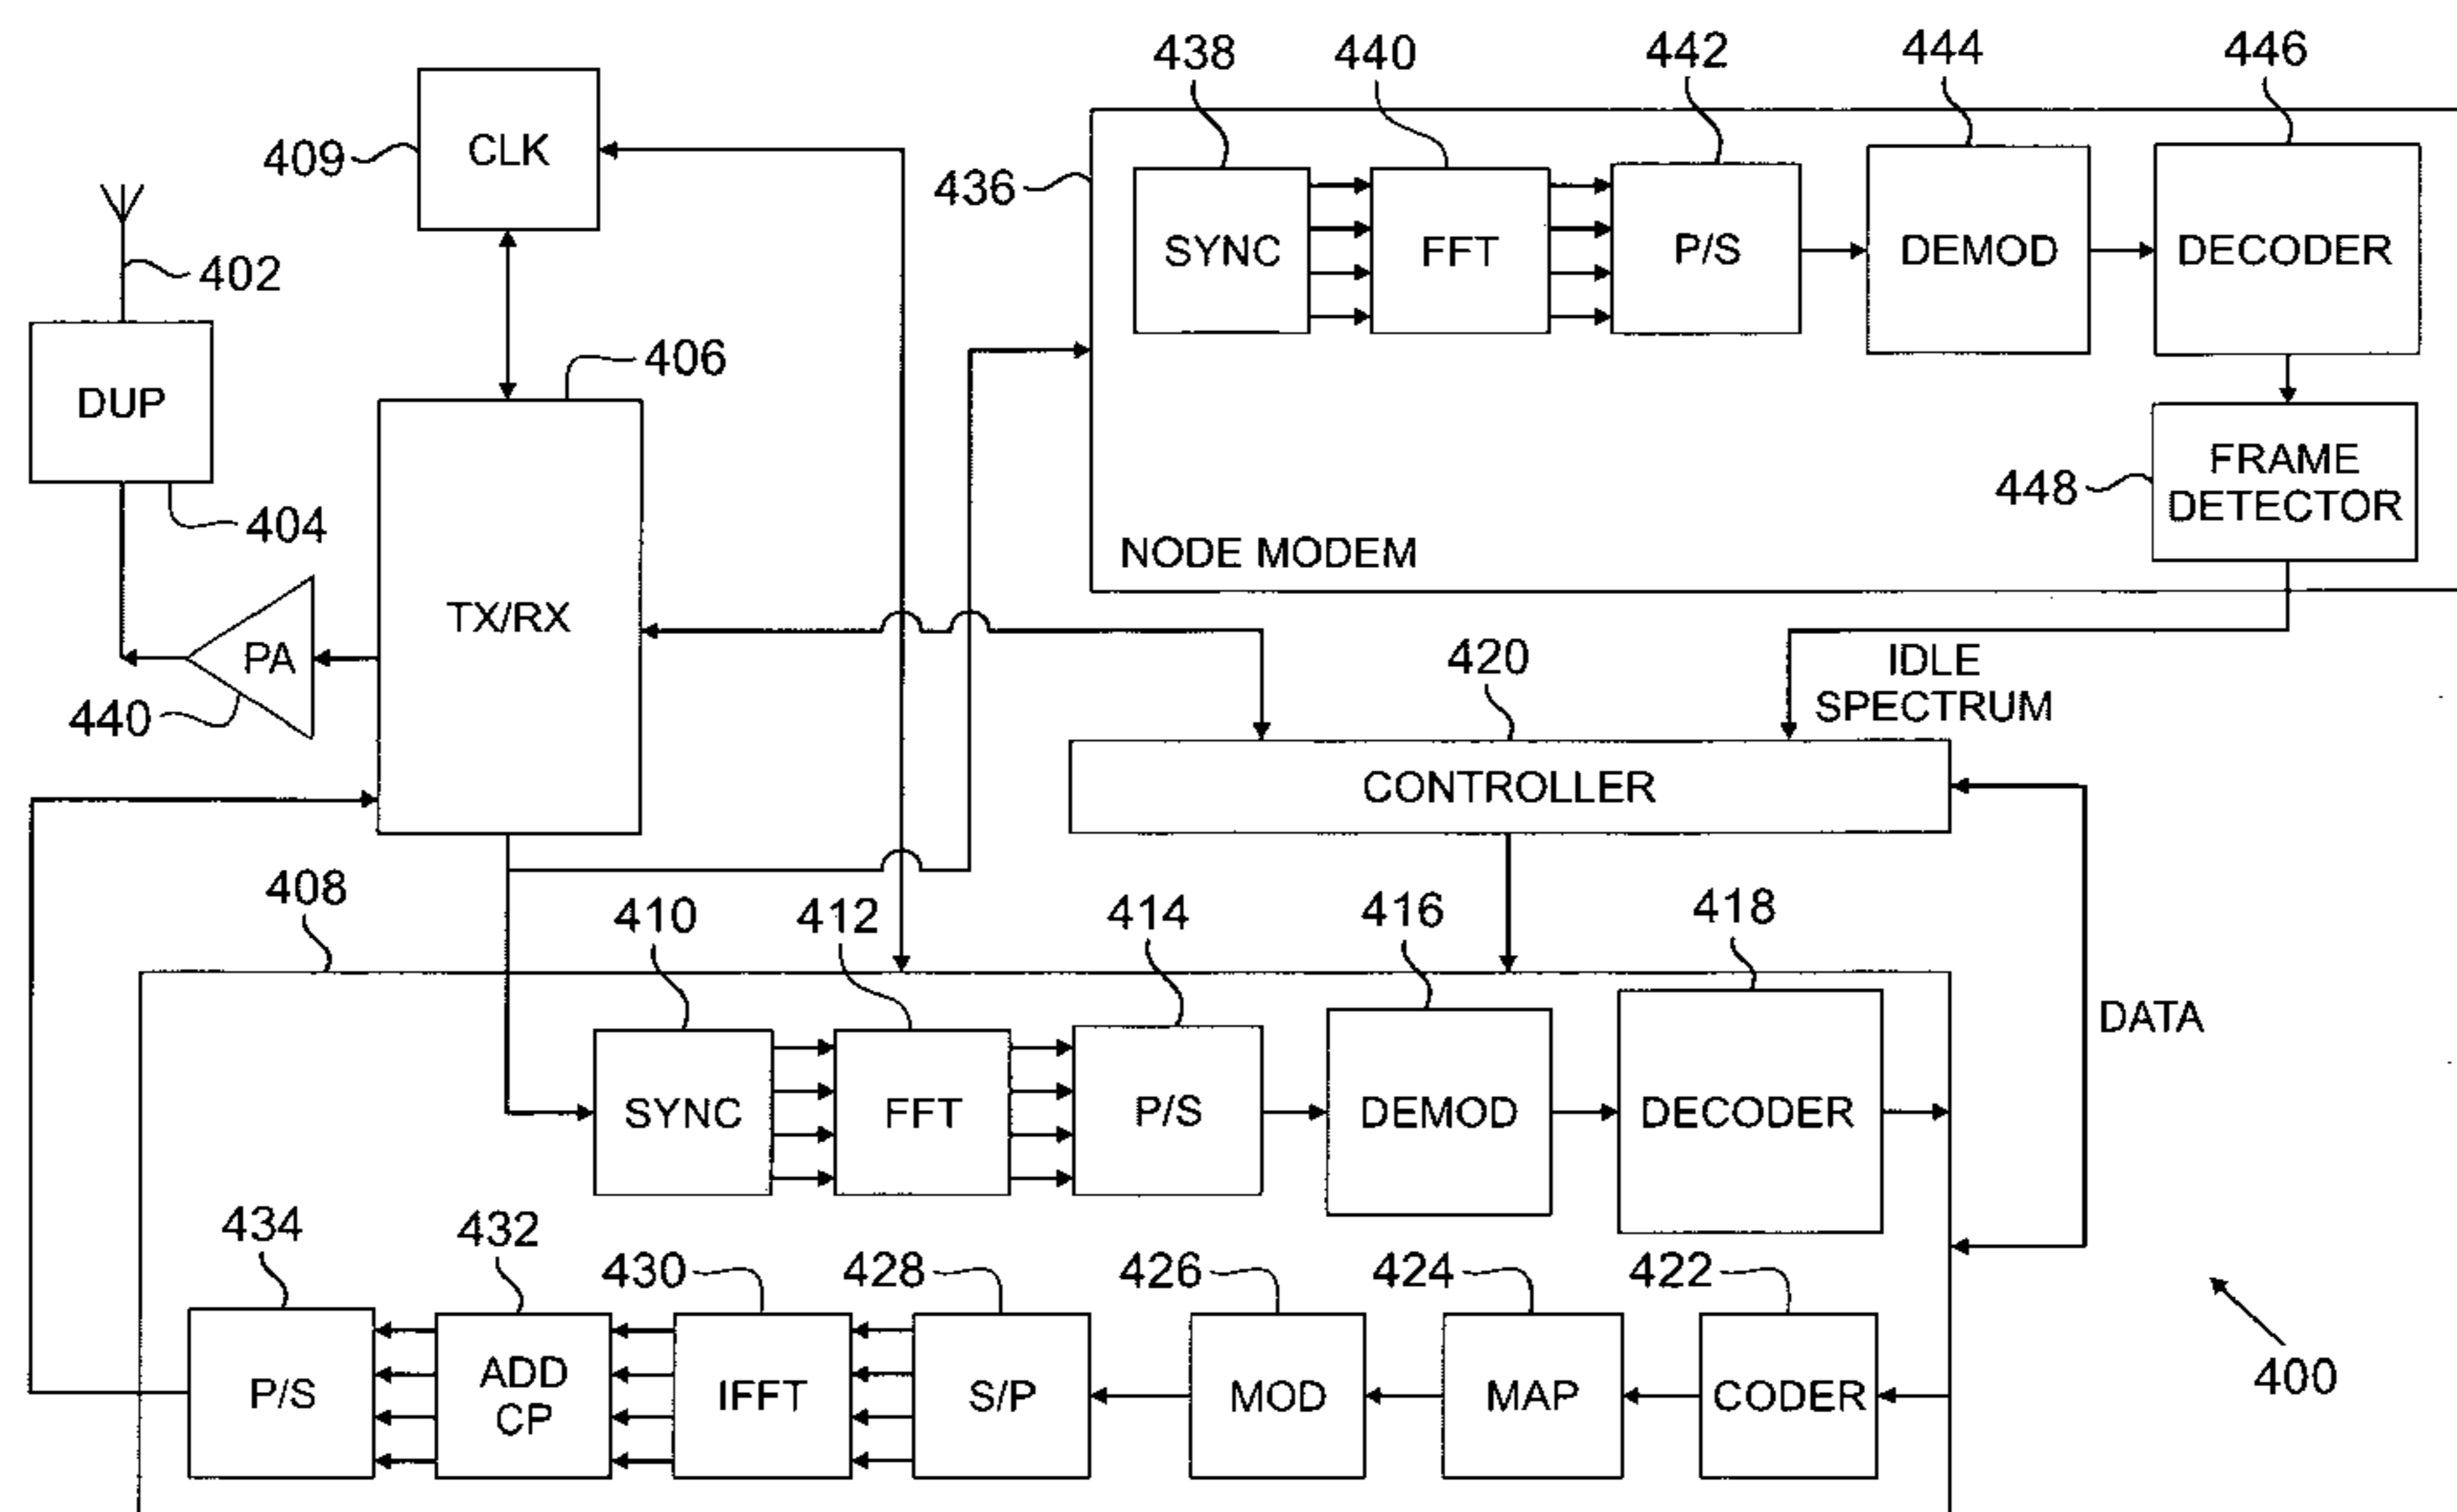 438
440
442
444
446
409
CLK
436
SYNC
FFT
P/S
DEMOD
DECODER
402
406
DUP
404
FRAME
DETECTOR
448
NODE MODEM
TX/RX
PA
440
420
IDLE
SPECTRUM
CONTROLLER
408
410
412
414
416
418
DATA
SYNC
FFT
P/S
DEMOD
DECODER
434
432
430
428
426
424
422
P/S
ADD
CP
IFFT
S/P
MOD
MAP
CODER
400